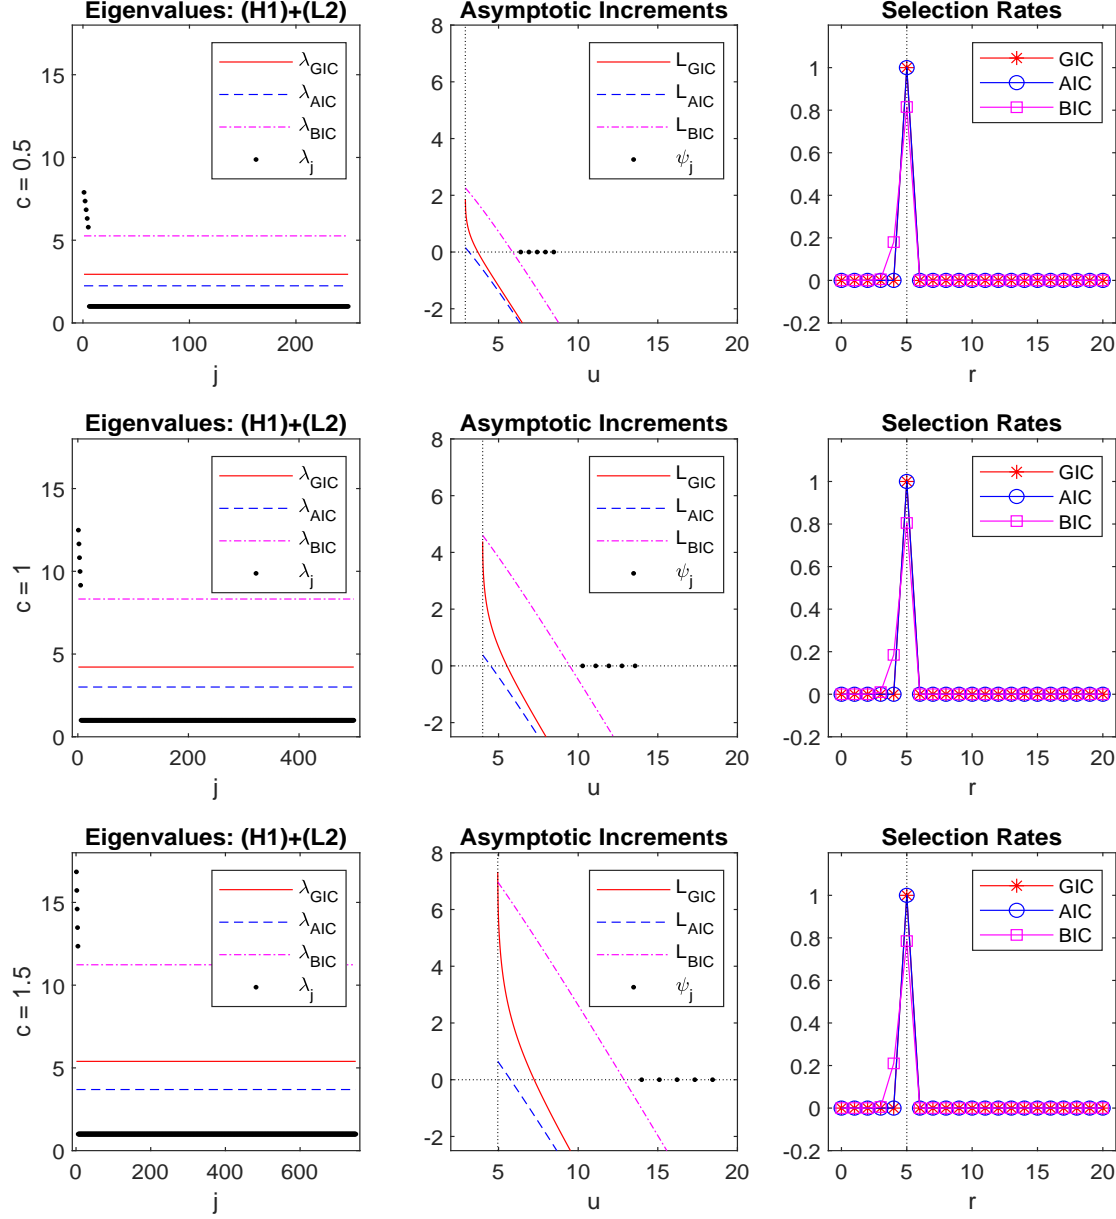 Eigenvalues: (H1)+(L2)
λGIC
λAIC
λBIC
λj
15
10
5
0
0
100
200
j
c = 0.5
Asymptotic Increments
LGIC
LAIC
LBIC
ψj
8
6
4
2
0
-2
5
10
15
20
u
Selection Rates
GIC
AIC
BIC
1
0.8
0.6
0.4
0.2
0
-0.2
0
5
10
15
20
r
Eigenvalues: (H1)+(L2)
λGIC
λAIC
λBIC
λj
15
10
5
0
0
200
400
j
c = 1
Asymptotic Increments
LGIC
LAIC
LBIC
ψj
8
6
4
2
0
-2
5
10
15
20
u
Selection Rates
GIC
AIC
BIC
1
0.8
0.6
0.4
0.2
0
-0.2
0
5
10
15
20
r
Eigenvalues: (H1)+(L2)
λGIC
λAIC
λBIC
λj
15
10
5
0
0
200
400
600
j
c = 1.5
Asymptotic Increments
LGIC
LAIC
LBIC
ψj
8
6
4
2
0
-2
5
10
15
20
u
Selection Rates
GIC
AIC
BIC
1
0.8
0.6
0.4
0.2
0
-0.2
0
5
10
15
20
r